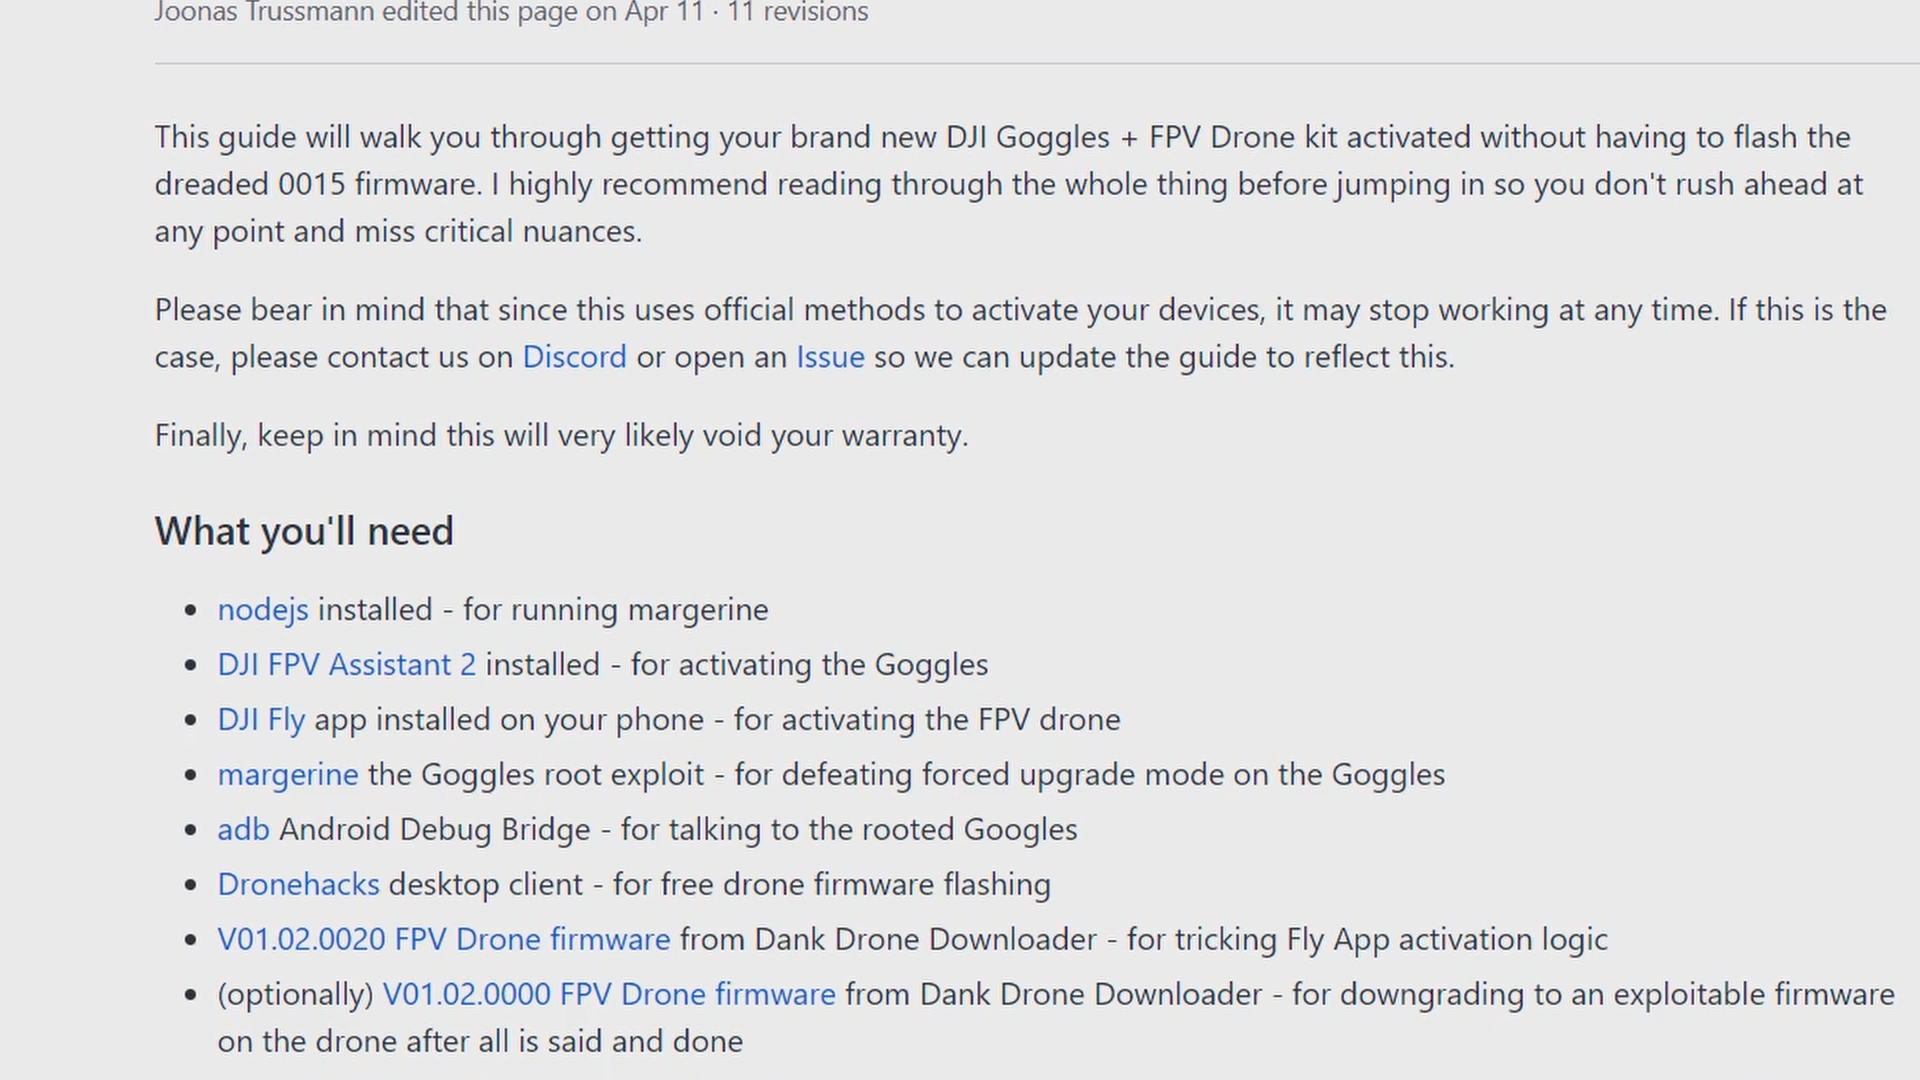 Joonas Trussmann edited this page on Apr 11 · 11 revisions
This guide will walk you through getting your brand new DJI Goggles + FPV Drone kit activated without having to flash the
dreaded 0015 firmware. I highly recommend reading through the whole thing before jumping in so you don't rush ahead at
any point and miss critical nuances.
Please bear in mind that since this uses official methods to activate your devices, it may stop working at any time. If this is the
case, please contact us on Discord or open an Issue so we can update the guide to reflect this.
Finally, keep in mind this will very likely void your warranty.
What you'll need
• nodejs installed - for running margerine
• DJI FPV Assistant 2 installed - for activating the Goggles
• DJI Fly app installed on your phone - for activating the FPV drone
• margerine the Goggles root exploit - for defeating forced upgrade mode on the Goggles
• adb Android Debug Bridge - for talking to the rooted Googles
• Dronehacks desktop client - for free drone firmware flashing
• V01.02.0020 FPV Drone firmware from Dank Drone Downloader - for tricking Fly App activation logic
• (optionally) V01.02.0000 FPV Drone firmware from Dank Drone Downloader - for downgrading to an exploitable firmware
on the drone after all is said and done